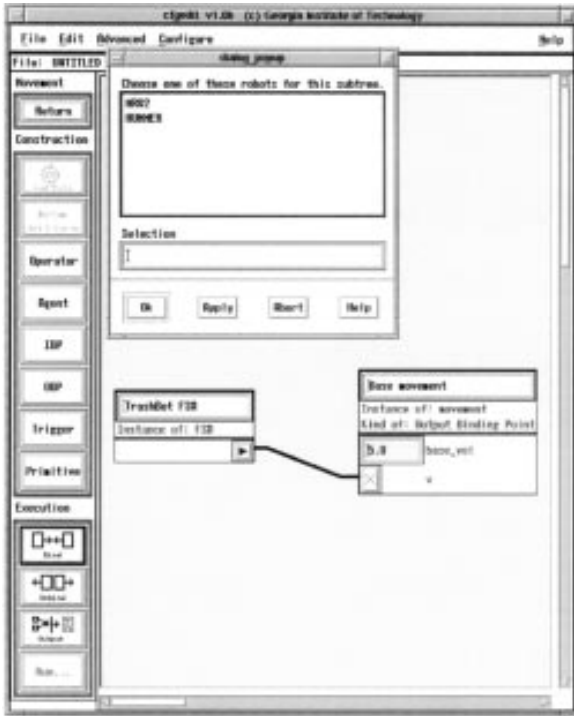 cfgedit v1.0h (c) Georgia Institute of Technology
File Edit Advanced Configure Help
File: UNTITLED
dialog_popup
Choose one of these robots for this subtree.
HUMMER
Selection
Ok Apply Abort Help
Movement
Return
Construction
Operator
Agent
IBP
OBP
Trigger
Primitive
Execution
Bind
Unbind
Output
Run...
TrashBot FSA
Instance of: FSA
Base movement
Instance of: movement
Kind of: Output Binding Point
5.0 base_vel
v